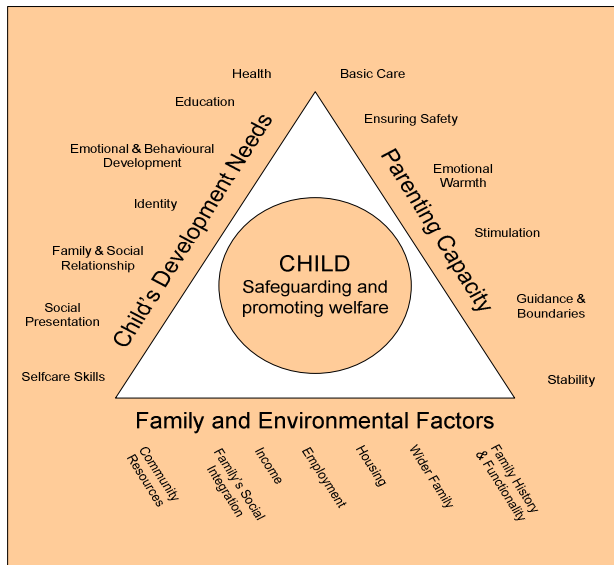 Health
Education
Emotional & Behavioural
Development
Identity
Family & Social
Relationship
Social
Presentation
Selfcare Skills
Child's Development Needs
Basic Care
Ensuring Safety
Emotional
Warmth
Stimulation
Guidance &
Boundaries
Stability
Parenting Capacity
CHILD
Safeguarding and
promoting welfare
Family and Environmental Factors
Community
Resources
Family's Social
Integration
Income
Employment
Housing
Wider Family
Family History
& Functionality